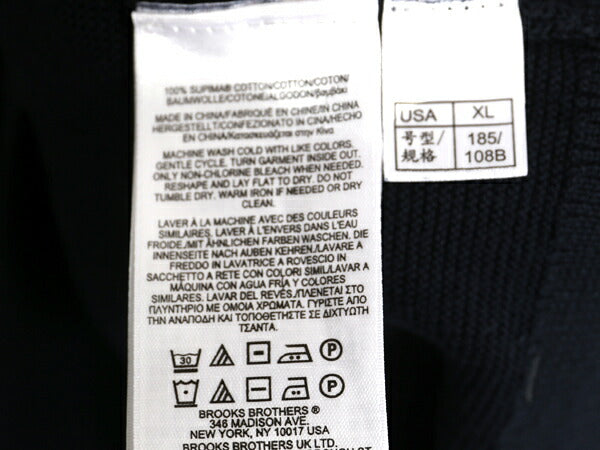 100% SUPIMA® COTTON/COTTON/COTON/
BAUMWOLLE/COTONE/ALGODON/βαμβάκι
MADE IN CHINA/FABRIQUÉ EN CHINE/IN CHINA
HERGESTELLT/CONFEZIONATO IN CINA/HECHO
EN CHINA/Κατασκευάζεται στην Κίνα
MACHINE WASH COLD WITH LIKE COLORS.
GENTLE CYCLE. TURN GARMENT INSIDE OUT.
ONLY NON-CHLORINE BLEACH WHEN NEEDED.
RESHAPE AND LAY FLAT TO DRY. DO NOT
TUMBLE DRY. WARM IRON IF NEEDED OR DRY
CLEAN.
LAVER À LA MACHINE AVEC DES COULEURS
SIMILAIRES. LAVER À L'ENVERS DANS L'EAU
FROIDE./MIT ÄHNLICHEN FARBEN WASCHEN. DIE
INNENSEITE NACH AUßEN KEHREN/LAVARE A
FREDDO IN LAVATRICE A ROVESCIO IN
SACCHETTO A RETE CON COLORI SIMIL/LAVAR A
MÁQUINA CON AGUA FRÍA Y COLORES
SIMILARES. LAVAR DEL REVÉS/ΠΛΕΝΕΤΑΙ ΣΤΟ
ΠΛΥΝΤΗΡΙΟ ΜΕ ΟΜΟΙΑ ΧΡΩΜΑΤΑ. ΓΥΡΙΣΤΕ ΑΠΟ
ΤΗΝ ΑΝΑΠΟΔΗ ΚΑΙ ΤΟΠΟΘΕΤΗΣΤΕ ΣΕ ΔΙΧΤΥΩΤΗ
ΤΣΑΝΤΑ.
30 P
P
BROOKS BROTHERS ®
346 MADISON AVE.
NEW YORK, NY 10017 USA
BROOKS BROTHERS UK LTD.
USA XL
号型/ 185/
规格 108B